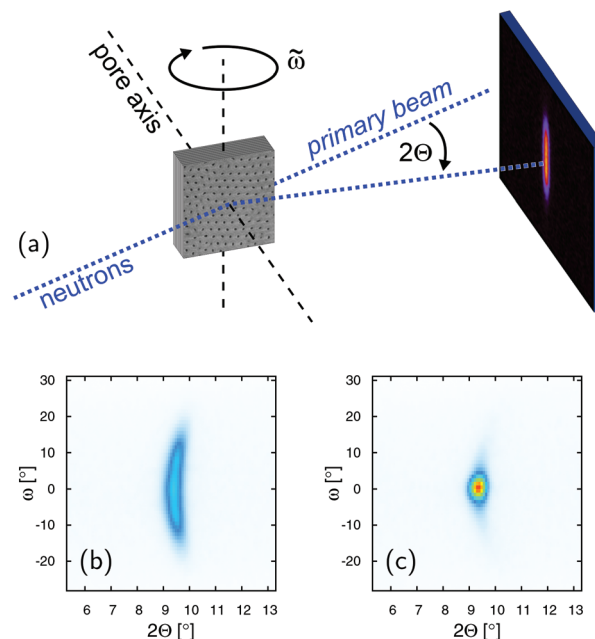 pore axis
ω̃
primary beam
2Θ
(a)
neutrons
30
20
10
0
-10
-20
ω [°]
(b)
6 7 8 9 10 11 12 13
2Θ [°]
30
20
10
0
-10
-20
ω [°]
(c)
6 7 8 9 10 11 12 13
2Θ [°]